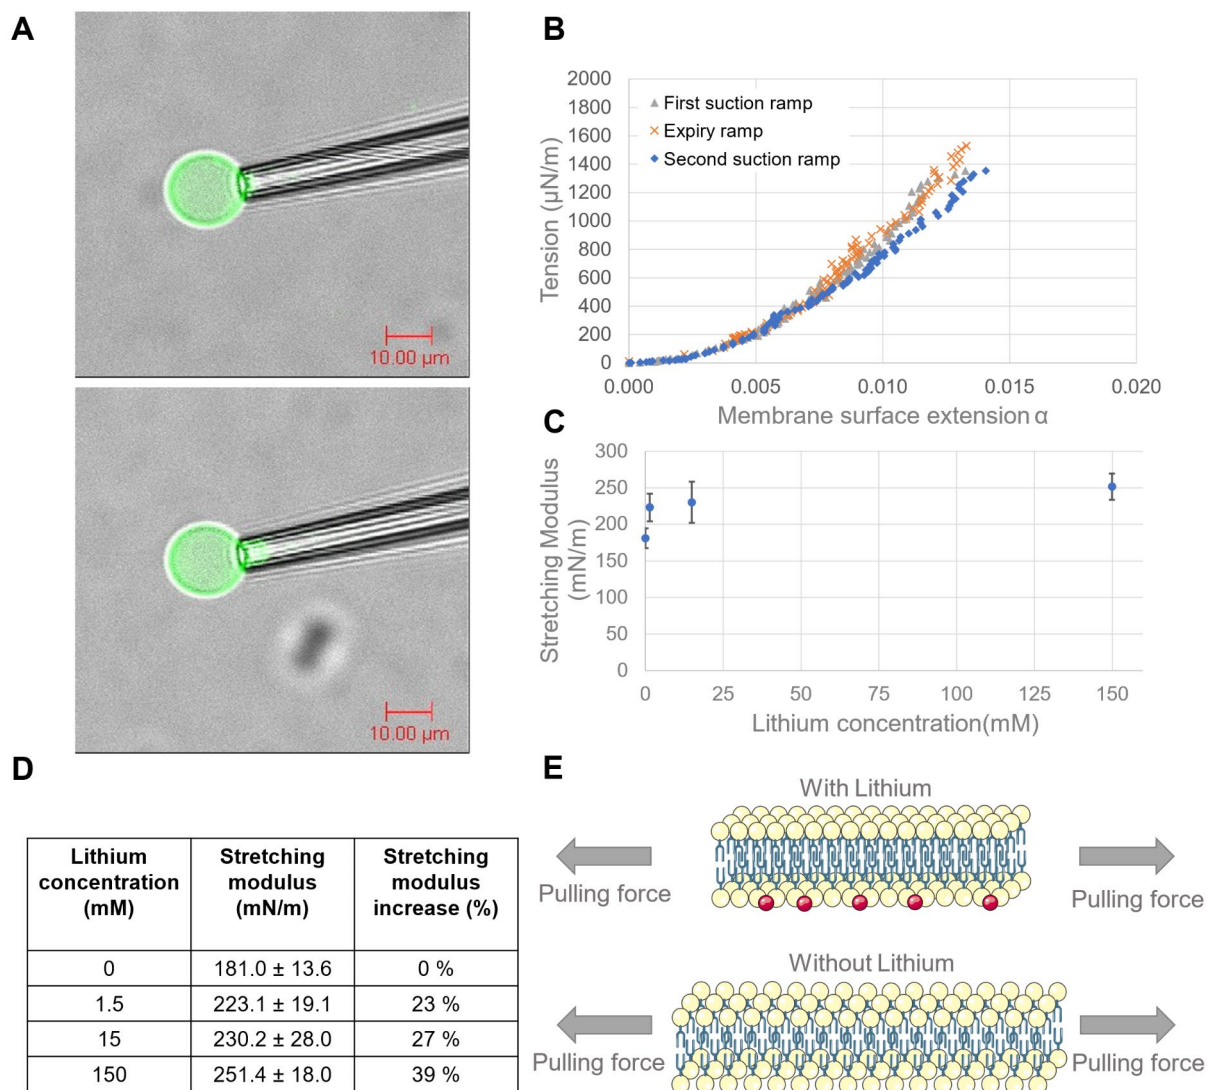 A
10.00 µm
10.00 µm
B
2000
1800
1600
1400
1200
1000
800
600
400
200
0
Tension (µN/m)
First suction ramp
Expiry ramp
Second suction ramp
0.000 0.005 0.010 0.015 0.020
Membrane surface extension α
C
300
250
200
150
100
50
0
Stretching Modulus
(mN/m)
0 25 50 75 100 125 150
Lithium concentration(mM)
D
Lithium concentration (mM) Stretching modulus (mN/m) Stretching modulus increase (%)
0 181.0 ± 13.6 0 %
1.5 223.1 ± 19.1 23 %
15 230.2 ± 28.0 27 %
150 251.4 ± 18.0 39 %
E
With Lithium
Pulling force Pulling force
Without Lithium
Pulling force Pulling force